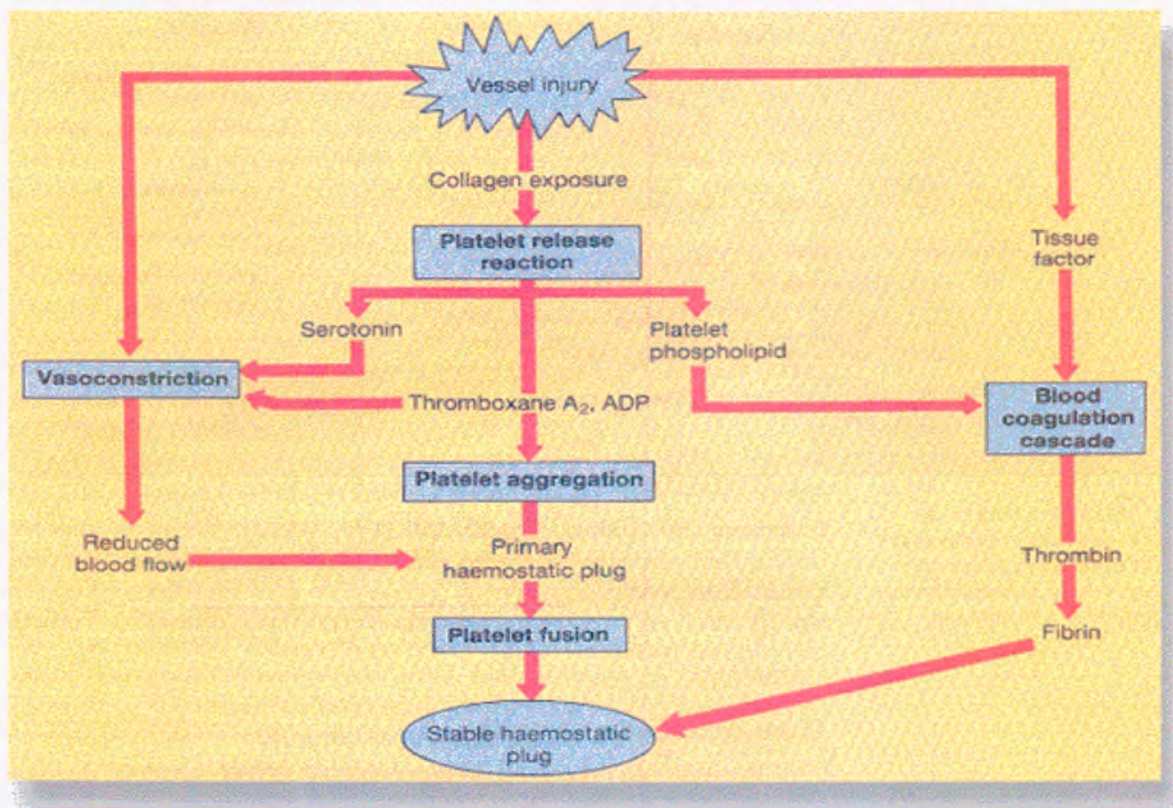 Vessel injury
Collagen exposure
Platelet release
reaction
Tissue
factor
Serotonin
Platelet
phospholipid
Vasoconstriction
Thromboxane A₂, ADP
Blood
coagulation
cascade
Platelet aggregation
Reduced
blood flow
Primary
haemostatic plug
Thrombin
Platelet fusion
Fibrin
Stable haemostatic
plug